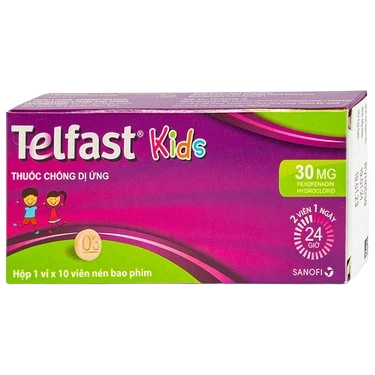 Telfast® Kids
THUỐC CHỐNG DỊ ỨNG
30 MG
FEXOFENADIN
HYDROCLORID
2 VIÊN 1 NGÀY
24
GIỜ
03
Hộp 1 vỉ x 10 viên nén bao phim
SANOFI